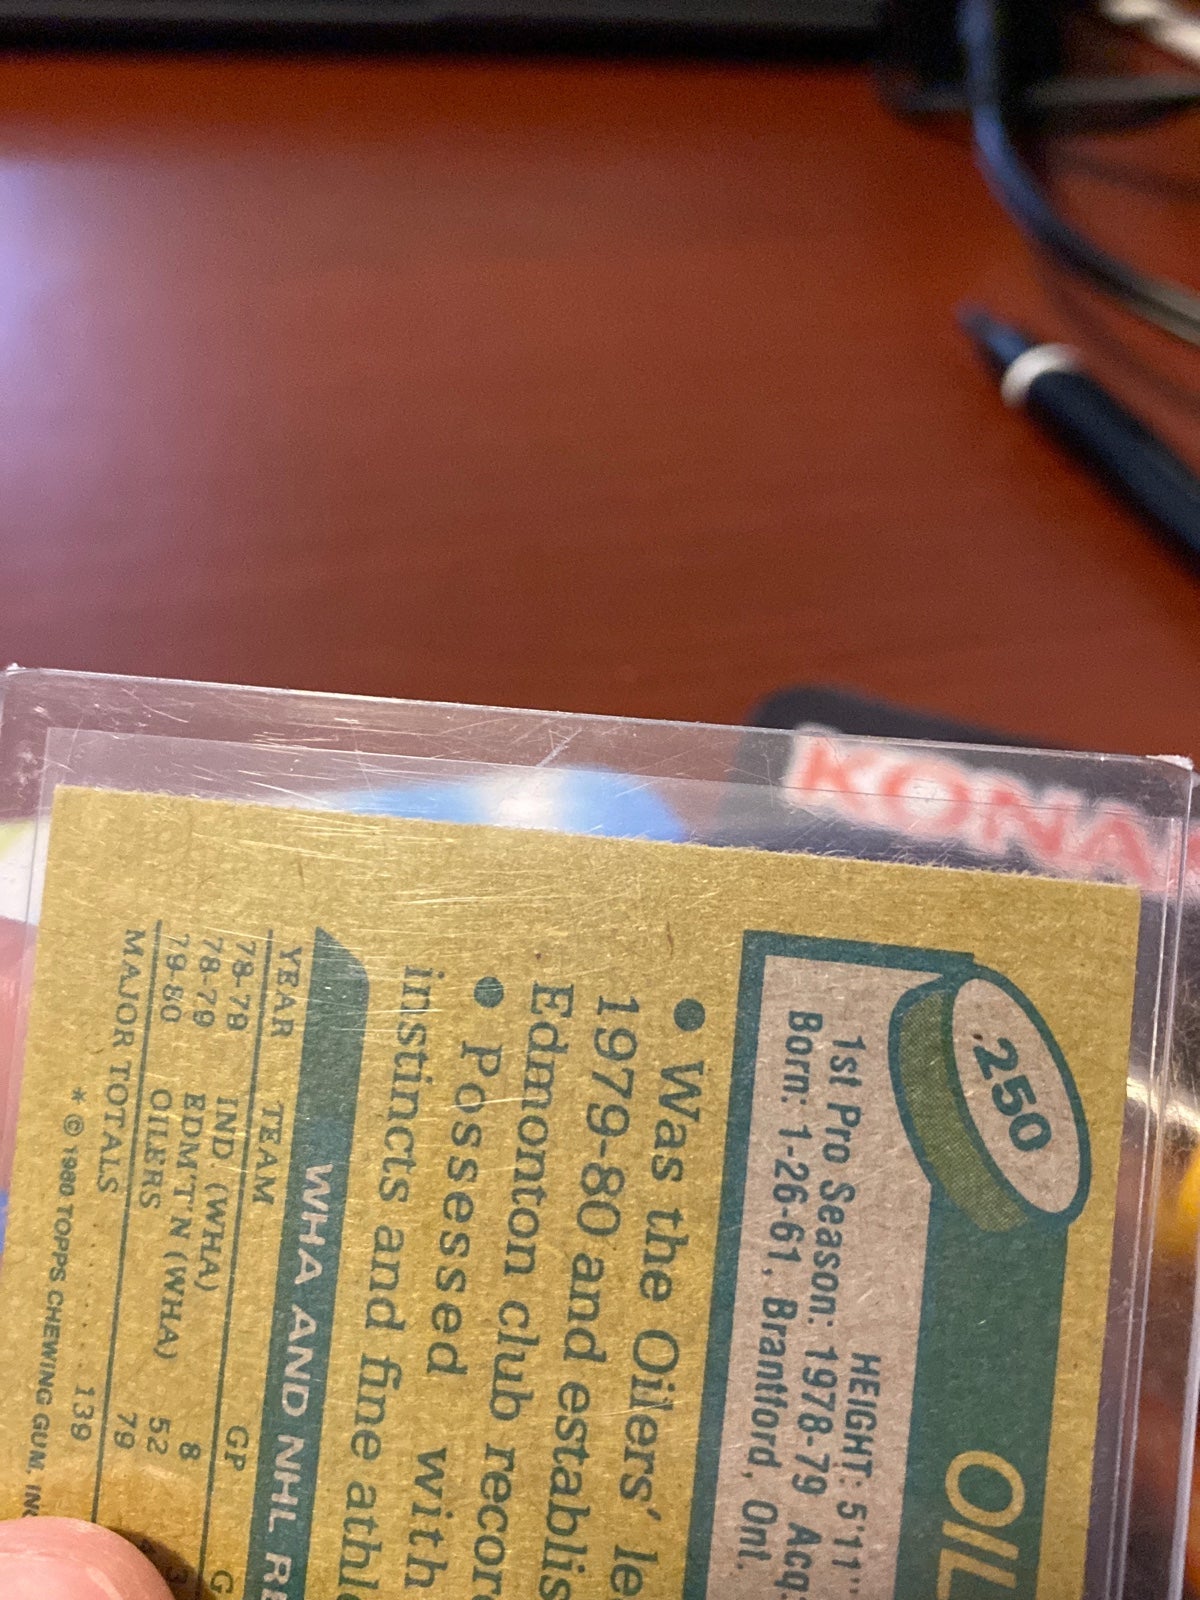 KONA
250
OIL
HEIGHT: 5'11"
1st Pro Season: 1978-79 Acq
Born: 1-26-61, Brantford, Ont.
● Was the Oilers' le
1979-80 and establis
Edmonton club recor
● Possessed with
instincts and fine athl
WHA AND NHL RE
YEAR TEAM GP G
78-79 IND. (WHA) 8 3
78-79 EDM'T'N (WHA) 52
79-80 OILERS 79
MAJOR TOTALS ........ 139
* © 1980 TOPPS CHEWING GUM, INC